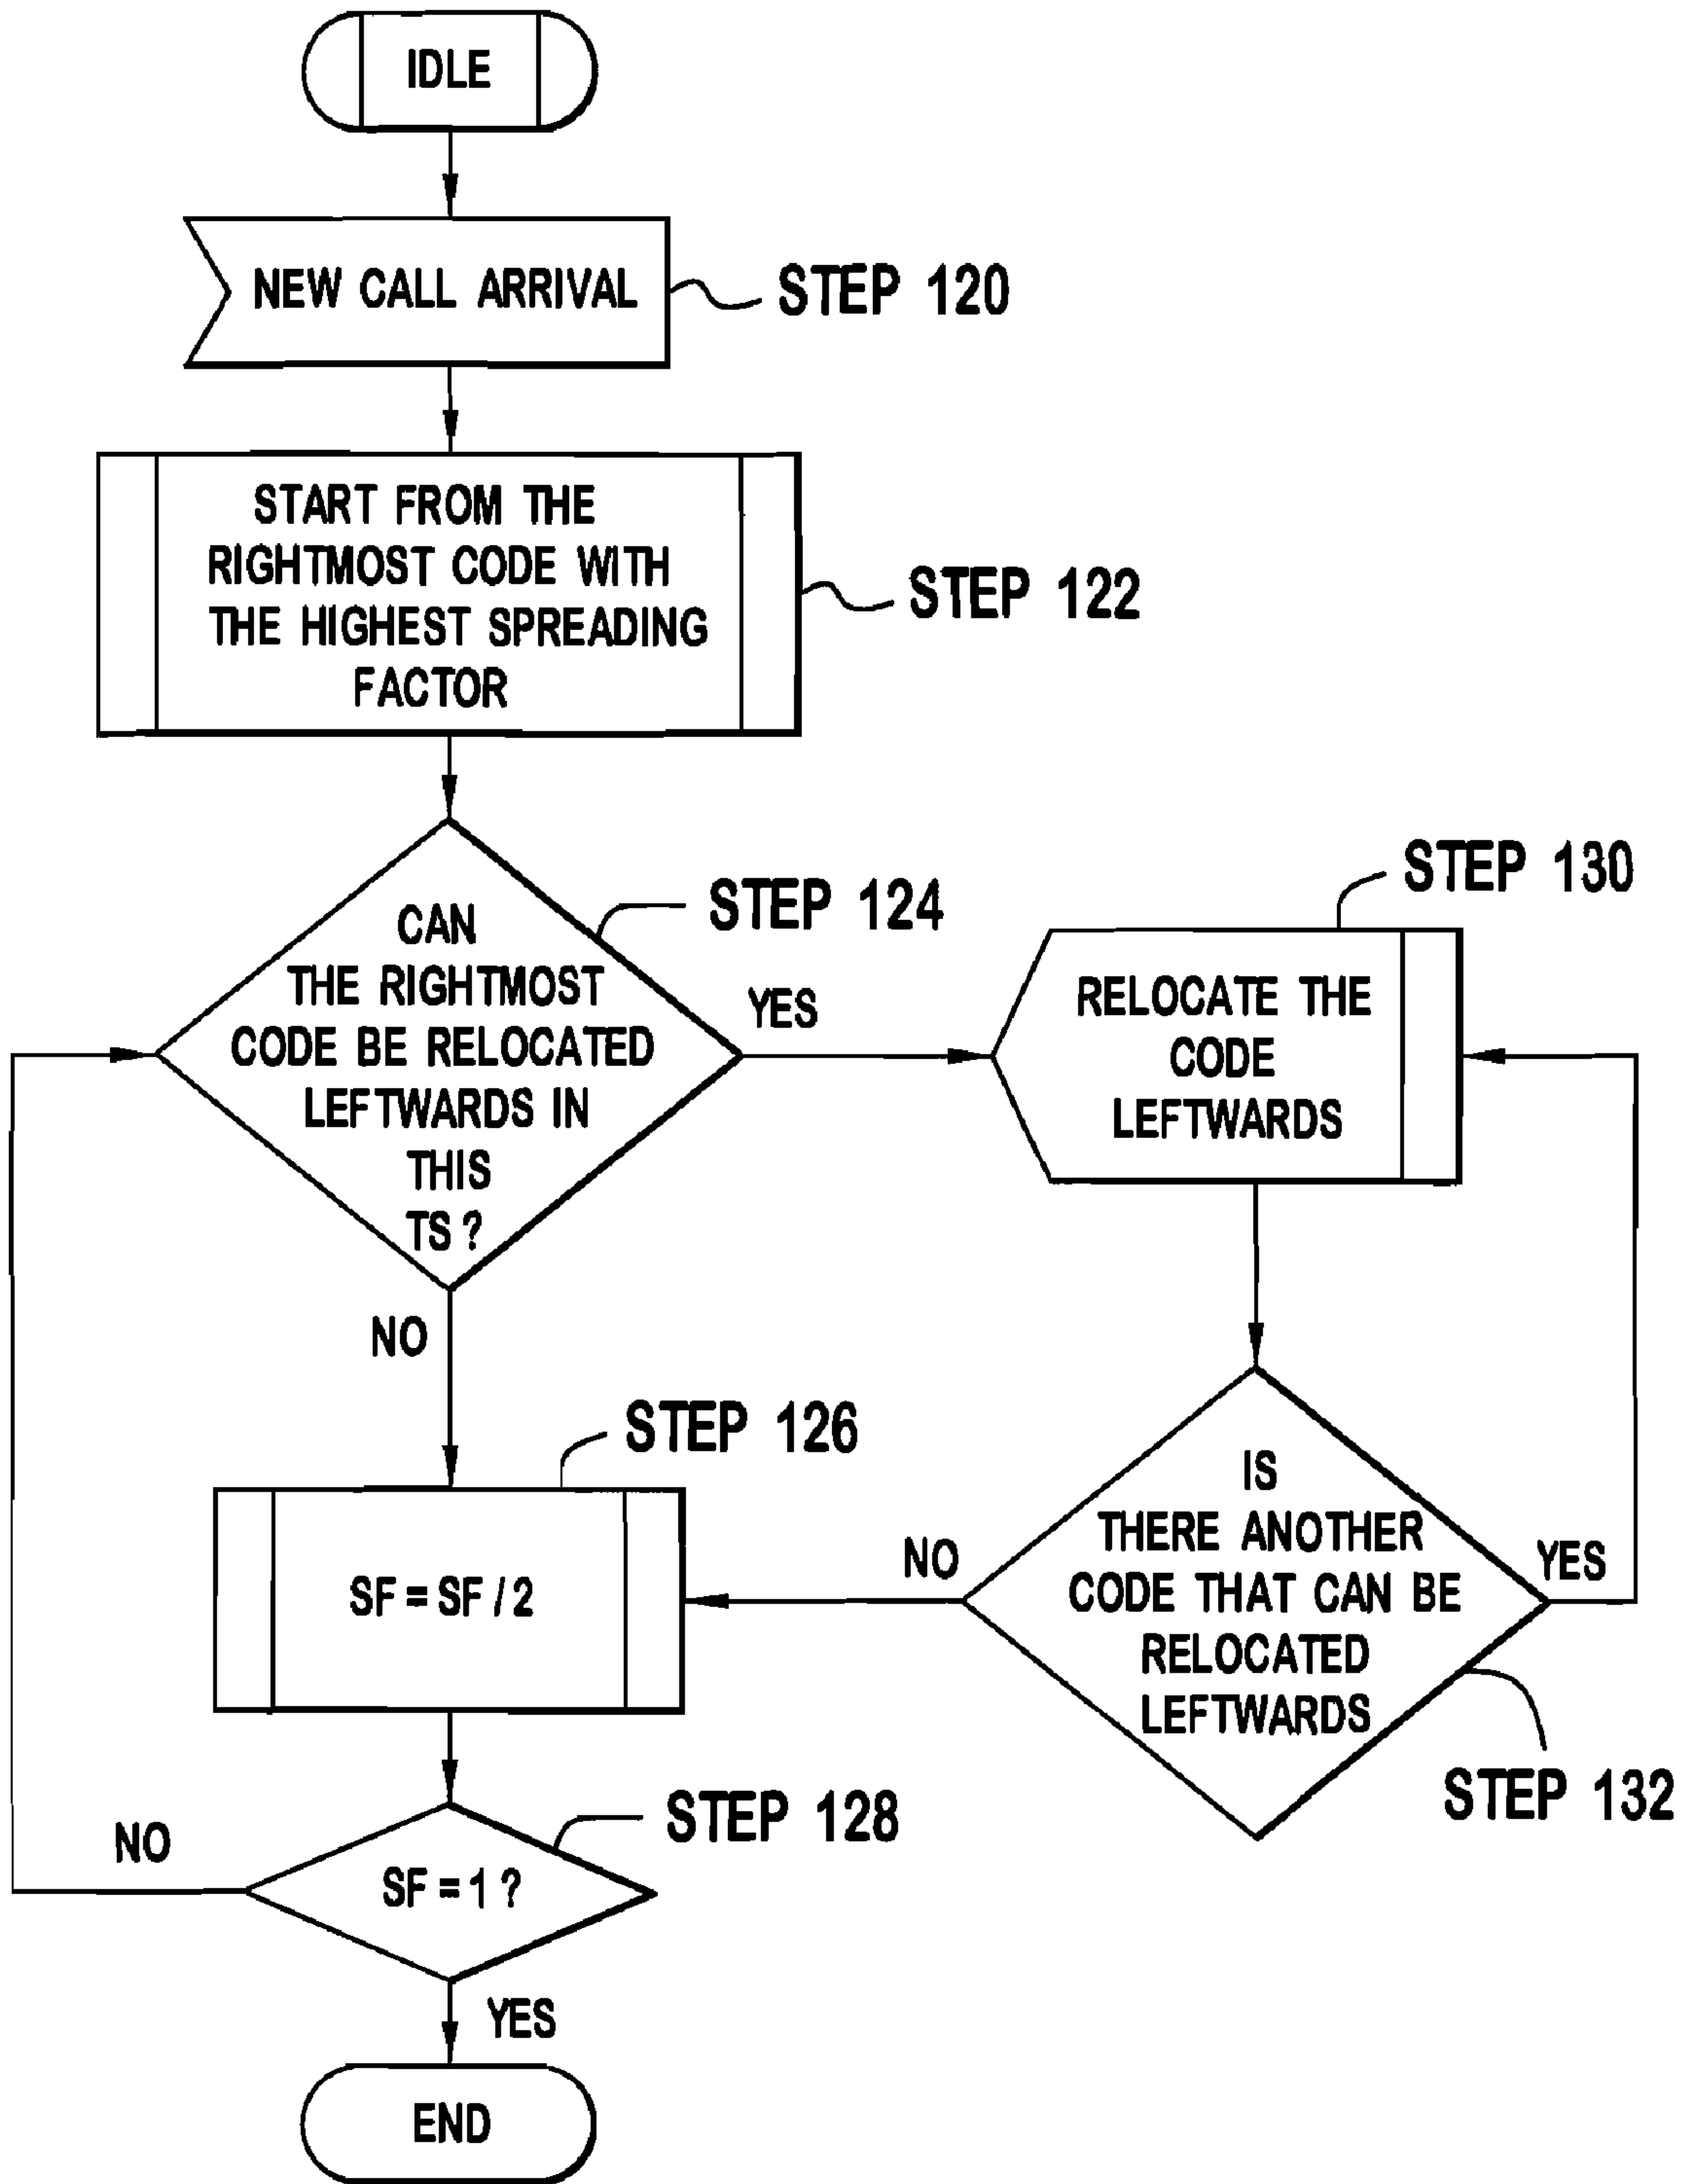 IDLE
NEW CALL ARRIVAL
STEP 120
START FROM THE
RIGHTMOST CODE WITH
THE HIGHEST SPREADING
FACTOR
STEP 122
CAN
THE RIGHTMOST
CODE BE RELOCATED
LEFTWARDS IN
THIS
TS?
STEP 124
YES
NO
STEP 130
RELOCATE THE
CODE
LEFTWARDS
STEP 126
SF = SF / 2
IS
THERE ANOTHER
CODE THAT CAN BE
RELOCATED
LEFTWARDS
NO
YES
STEP 132
STEP 128
SF = 1 ?
NO
YES
END